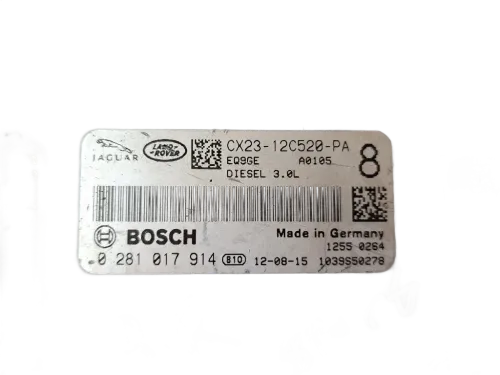 JAGUAR LAND ROVER CX23-12C520-PA 8
EQ9GE A0105
DIESEL 3.0L
BOSCH Made in Germany
1255 0264
0 281 017 914 810 12-08-15 1039S50278